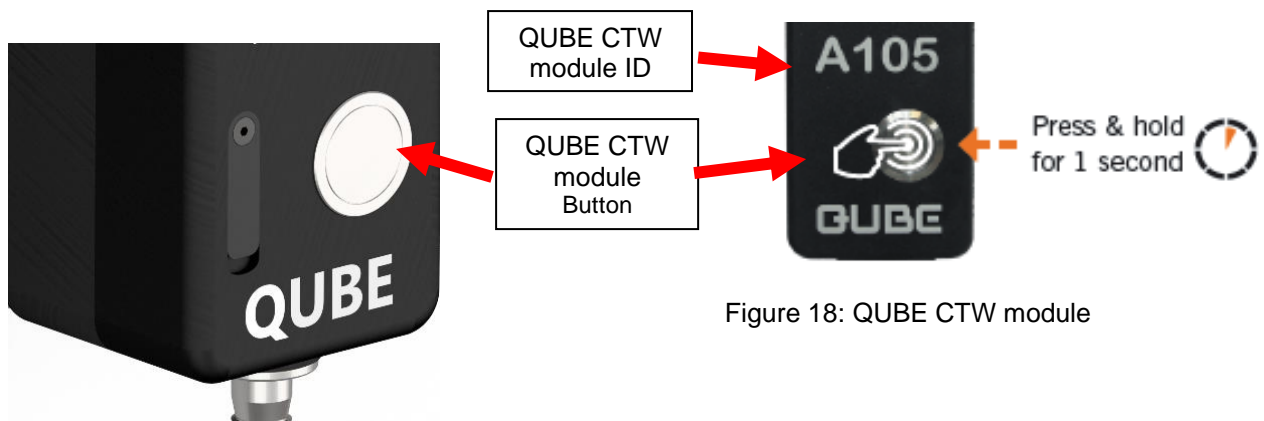 QUBE CTW
module ID
A105
QUBE CTW
module
Button
Press & hold
for 1 second
QUBE
QUBE
Figure 18: QUBE CTW module